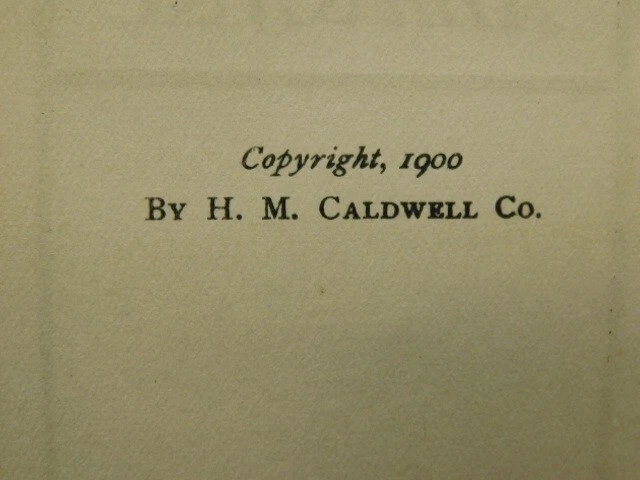 Copyright, 1900
By H. M. Caldwell Co.